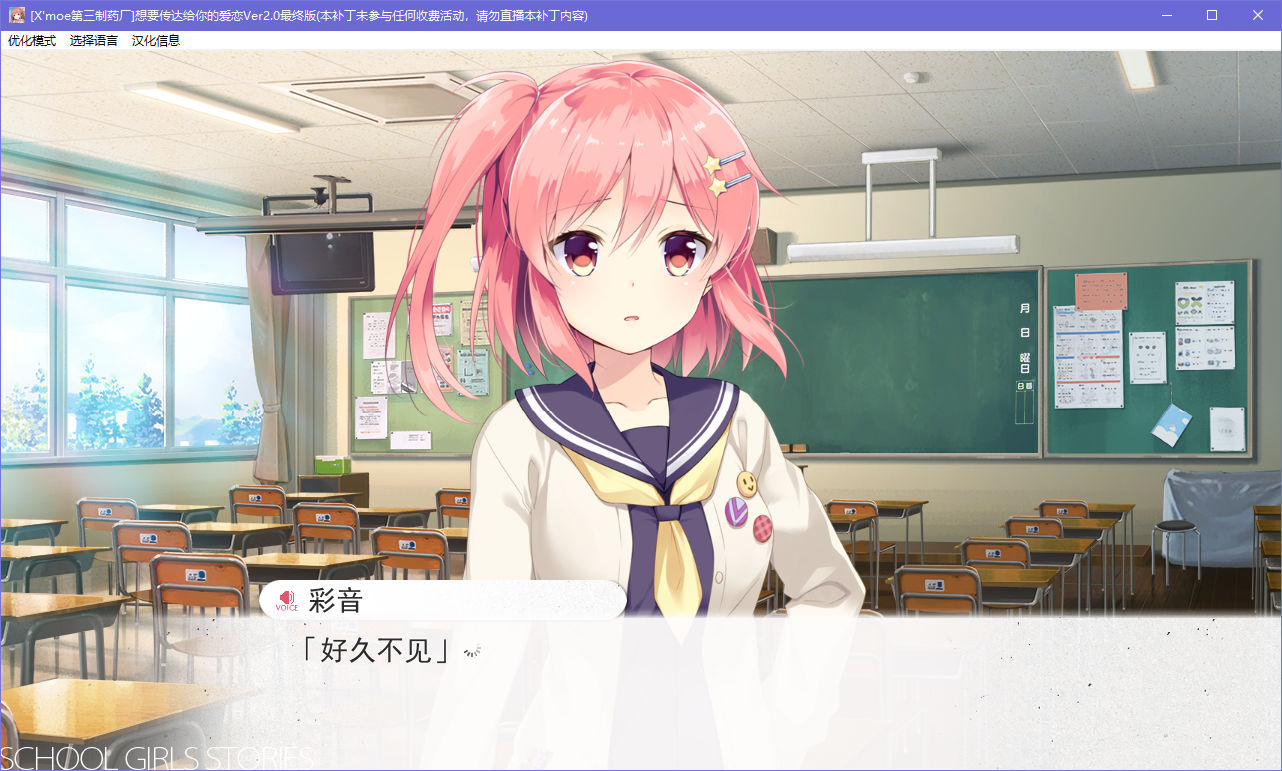 [X'moe第三制药厂]想要传达给你的爱恋Ver2.0最终版(本补丁未参与任何收费活动，请勿直播本补丁内容)
优化模式 选择语言 汉化信息
月
日
曜日
日直
VOICE 彩音
「好久不见」
SCHOOL GIRLS STORIES